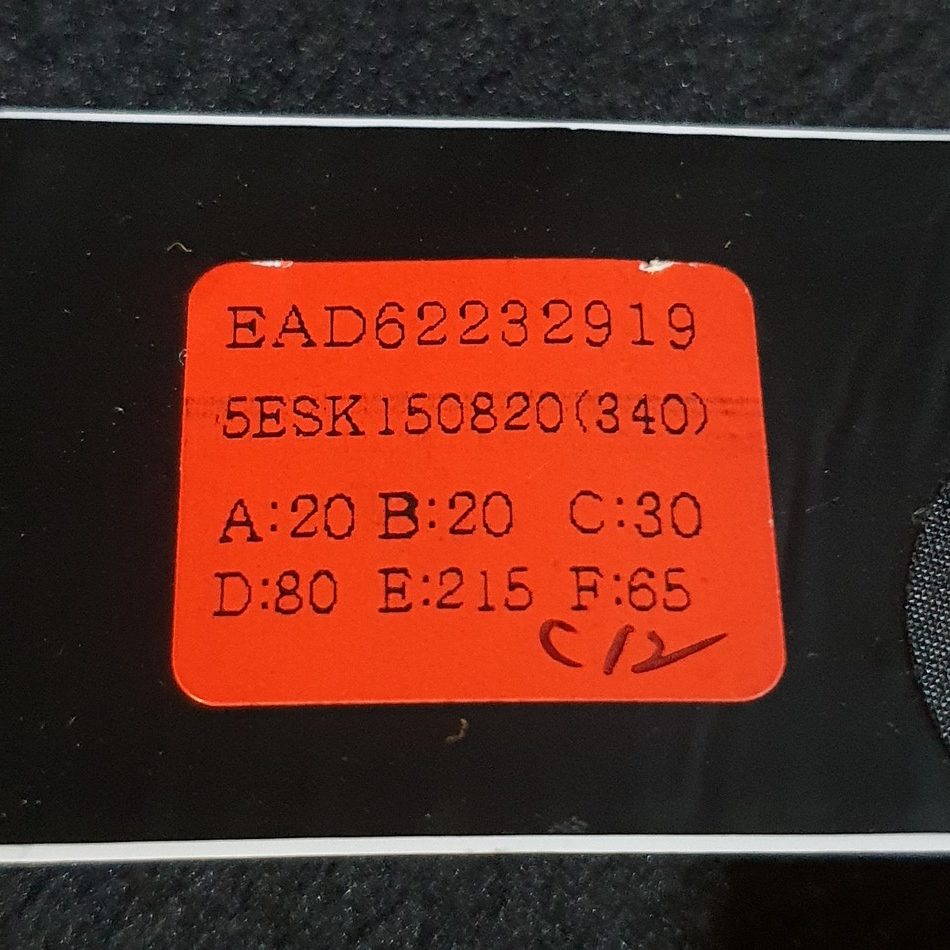 EAD62232919
5ESK150820(340)
A:20 B:20 C:30
D:80 E:215 F:65
C12